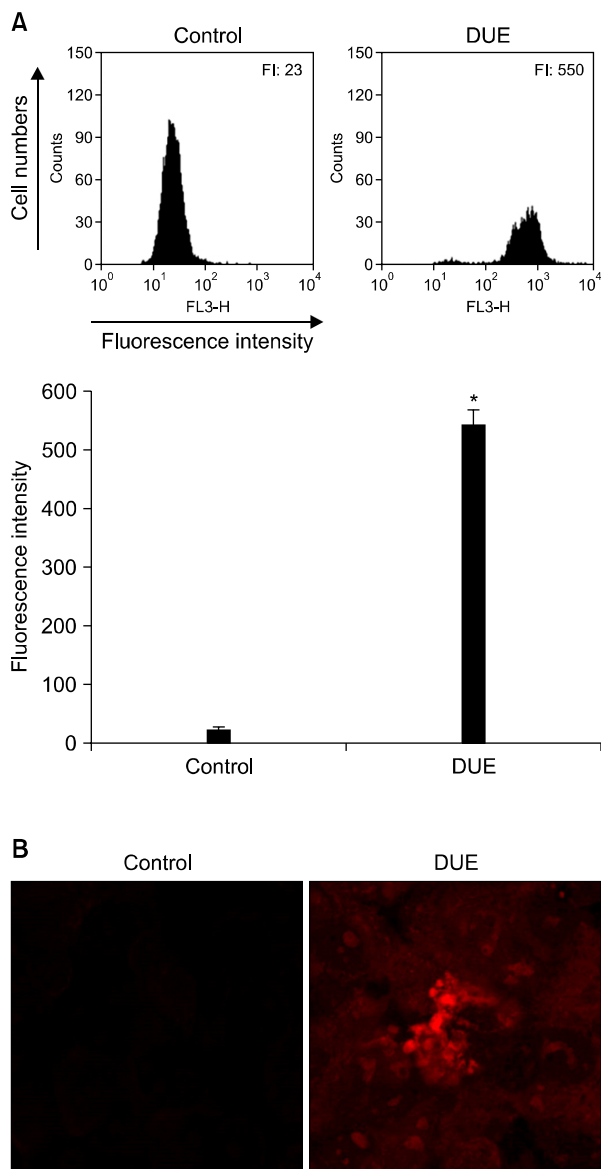 A
Control
DUE
Cell numbers
Counts
150
120
90
60
30
0
FI: 23
10^0 10^1 10^2 10^3 10^4
FL3-H
Counts
150
120
90
60
30
0
FI: 550
10^0 10^1 10^2 10^3 10^4
FL3-H
Fluorescence intensity
Fluorescence intensity
600
500
400
300
200
100
0
*
Control
DUE
B
Control
DUE